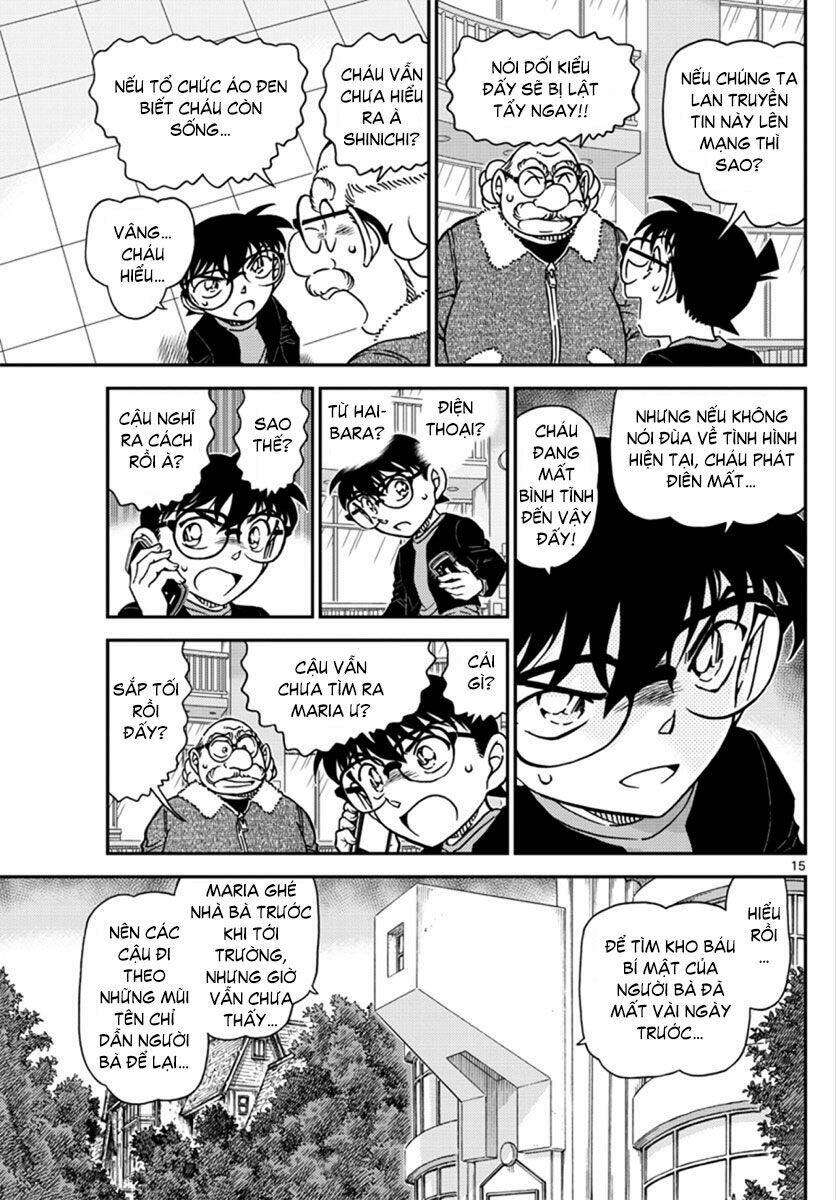 NẾU CHÚNG TA
LAN TRUYỀN
TIN NÀY LÊN
MẠNG THÌ
SAO?
NÓI DỐI KIỂU
ĐẤY SẼ BỊ LẬT
TẨY NGAY!!
CHÁU VẪN
CHƯA HIỂU
RA À
SHINICHI?
NẾU TỔ CHỨC ÁO ĐEN
BIẾT CHÁU CÒN
SỐNG...
VÂNG...
CHÁU
HIỂU...
NHƯNG NẾU KHÔNG
NÓI ĐÙA VỀ TÌNH HÌNH
HIỆN TẠI, CHÁU PHÁT
ĐIÊN MẤT...
CHÁU
ĐANG
MẤT
BÌNH TĨNH
ĐẾN VẬY
ĐẤY!
ĐIỆN
THOẠI?
TỪ HAI-
BARA?
SAO
THẾ?
CẬU NGHĨ
RA CÁCH
RỒI À?
CÁI
GÌ?
CẬU VẪN
CHƯA TÌM RA
MARIA Ư?
SẮP TỐI
RỒI
ĐẤY?
15
HIỂU
RỒI
...
ĐỂ TÌM KHO BÁU
BÍ MẬT CỦA
NGƯỜI BÀ ĐÃ
MẤT VÀI NGÀY
TRƯỚC...
MARIA GHÉ
NHÀ BÀ TRƯỚC
KHI TỚI
TRƯỜNG,
NHƯNG GIỜ
VẪN CHƯA
THẤY...
NÊN CÁC
CẬU ĐI
THEO
NHỮNG MŨI
TÊN CHỈ
DẪN NGƯỜI
BÀ ĐỂ LẠI...